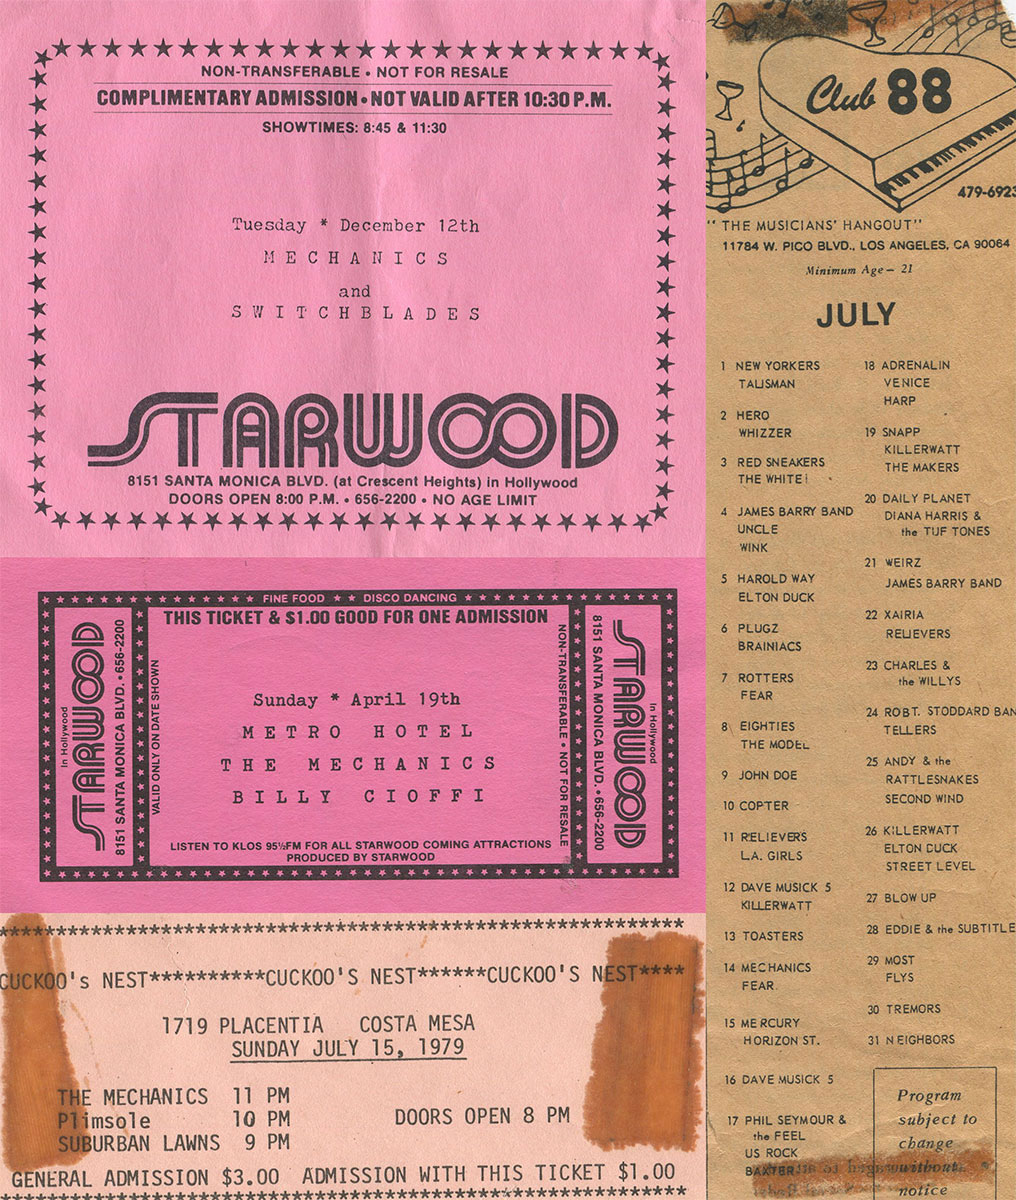 NON-TRANSFERABLE • NOT FOR RESALE
COMPLIMENTARY ADMISSION • NOT VALID AFTER 10:30 P.M.
SHOWTIMES: 8:45 & 11:30
Tuesday * December 12th
MECHANICS
and
SWITCHBLADES
STARWOOD
8151 SANTA MONICA BLVD. (at Crescent Heights) in Hollywood
DOORS OPEN 8:00 P.M. • 656-2200 • NO AGE LIMIT
FINE FOOD ★ ★ DISCO DANCING
THIS TICKET & $1.00 GOOD FOR ONE ADMISSION
in Hollywood
STARWOOD
8151 SANTA MONICA BLVD. • 656-2200
VALID ONLY ON DATE SHOWN
Sunday * April 19th
METRO HOTEL
THE MECHANICS
BILLY CIOFFI
LISTEN TO KLOS 95½FM FOR ALL STARWOOD COMING ATTRACTIONS
PRODUCED BY STARWOOD
NON-TRANSFERABLE • NOT FOR RESALE
8151 SANTA MONICA BLVD. • 656-2200
STARWOOD
in Hollywood
CUCKOO's NEST**********CUCKOO'S NEST******CUCKOO'S NEST****
1719 PLACENTIA COSTA MESA
SUNDAY JULY 15, 1979
THE MECHANICS 11 PM
Plimsole 10 PM
SUBURBAN LAWNS 9 PM
DOORS OPEN 8 PM
GENERAL ADMISSION $3.00 ADMISSION WITH THIS TICKET $1.00
Club 88
479-6923
"THE MUSICIANS' HANGOUT"
11784 W. PICO BLVD., LOS ANGELES, CA 90064
Minimum Age — 21
JULY
1 NEW YORKERS
TALISMAN
2 HERO
WHIZZER
3 RED SNEAKERS
THE WHITE!
4 JAMES BARRY BAND
UNCLE
WINK
5 HAROLD WAY
ELTON DUCK
6 PLUGZ
BRAINIACS
7 ROTTERS
FEAR
8 EIGHTIES
THE MODEL
9 JOHN DOE
10 COPTER
11 RELIEVERS
L.A. GIRLS
12 DAVE MUSICK 5
KILLERWATT
13 TOASTERS
14 MECHANICS
FEAR
15 MERCURY
HORIZON ST.
16 DAVE MUSICK 5
17 PHIL SEYMOUR &
the FEEL
US ROCK
BAXTER
18 ADRENALIN
VENICE
HARP
19 SNAPP
KILLERWATT
THE MAKERS
20 DAILY PLANET
DIANA HARRIS &
the TUF TONES
21 WEIRZ
JAMES BARRY BAND
22 XAIRIA
RELIEVERS
23 CHARLES &
the WILLYS
24 ROBT. STODDARD BAN
TELLERS
25 ANDY & the
RATTLESNAKES
SECOND WIND
26 KILLERWATT
ELTON DUCK
STREET LEVEL
27 BLOW UP
28 EDDIE & the SUBTITLE
29 MOST
FLYS
30 TREMORS
31 NEIGHBORS
Program
subject to
change
without
notice